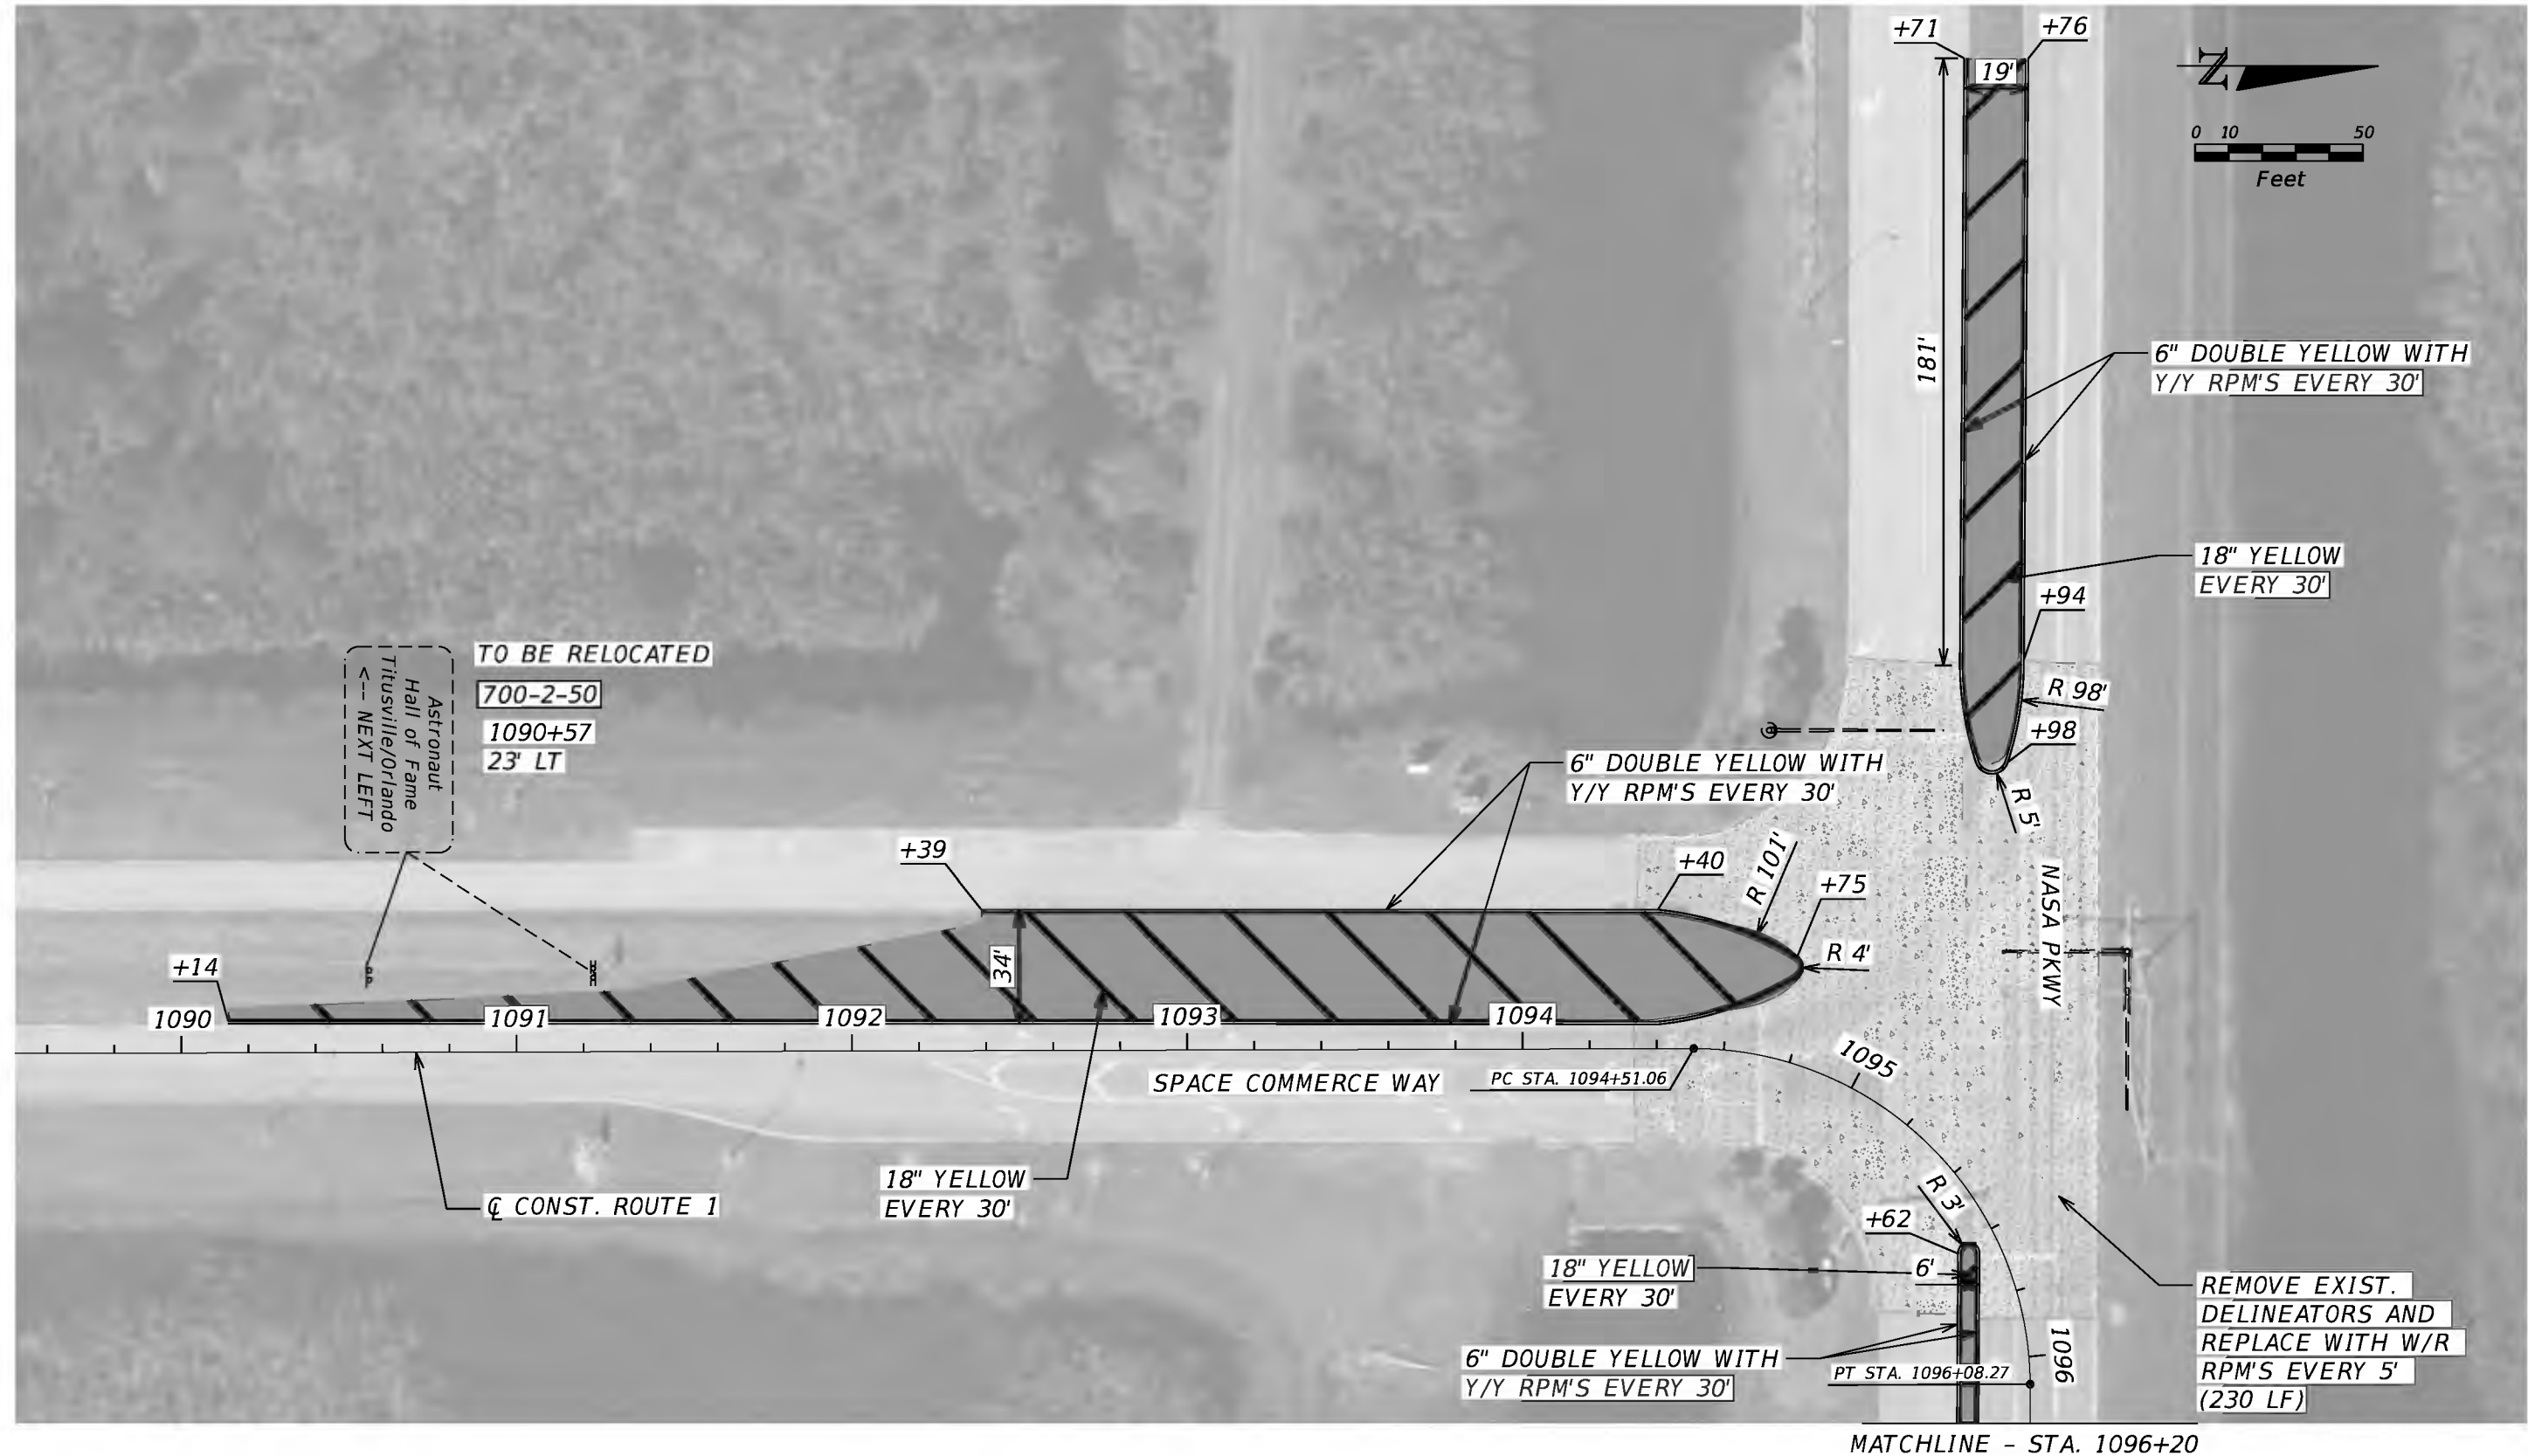 +71
+76
19'
N
0 10 50
Feet
181'
6" DOUBLE YELLOW WITH
Y/Y RPM'S EVERY 30'
18" YELLOW
EVERY 30'
+94
R 98'
+98
R 5'
TO BE RELOCATED
700-2-50
1090+57
23' LT
Astronaut
Hall of Fame
Titusville/Orlando
<-- NEXT LEFT
6" DOUBLE YELLOW WITH
Y/Y RPM'S EVERY 30'
+39
+40
R 101'
+75
R 4'
NASA PKWY
+14
34'
1090
1091
1092
1093
1094
1095
1096
SPACE COMMERCE WAY
PC STA. 1094+51.06
18" YELLOW
EVERY 30'
℄ CONST. ROUTE 1
R 3'
+62
6'
18" YELLOW
EVERY 30'
6" DOUBLE YELLOW WITH
Y/Y RPM'S EVERY 30'
PT STA. 1096+08.27
REMOVE EXIST.
DELINEATORS AND
REPLACE WITH W/R
RPM'S EVERY 5'
(230 LF)
MATCHLINE - STA. 1096+20